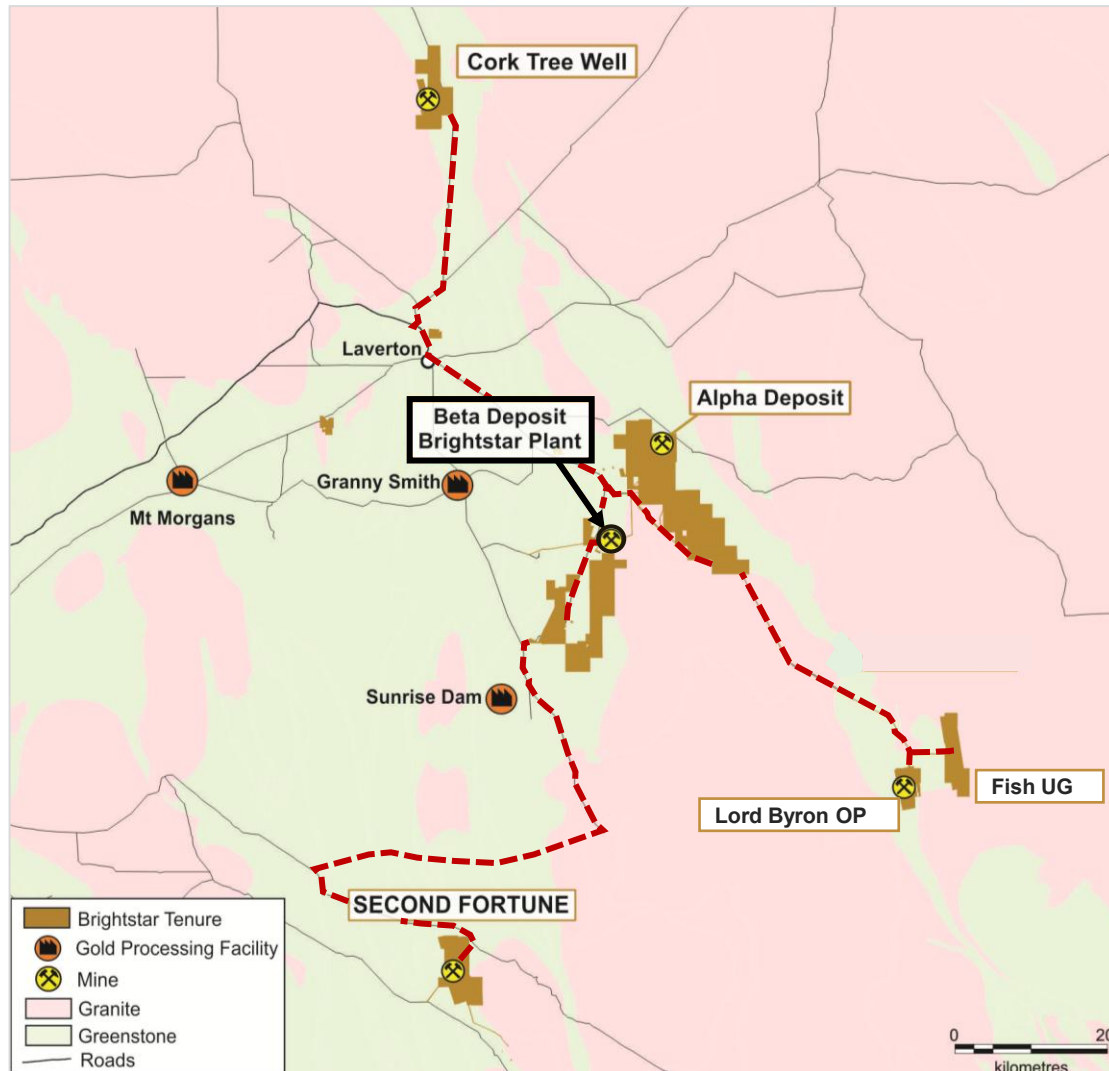 Cork Tree Well
Laverton
Alpha Deposit
Beta Deposit
Brightstar Plant
Granny Smith
Mt Morgans
Sunrise Dam
Fish UG
Lord Byron OP
SECOND FORTUNE
Brightstar Tenure
Gold Processing Facility
Mine
Granite
Greenstone
Roads
0 20
kilometres